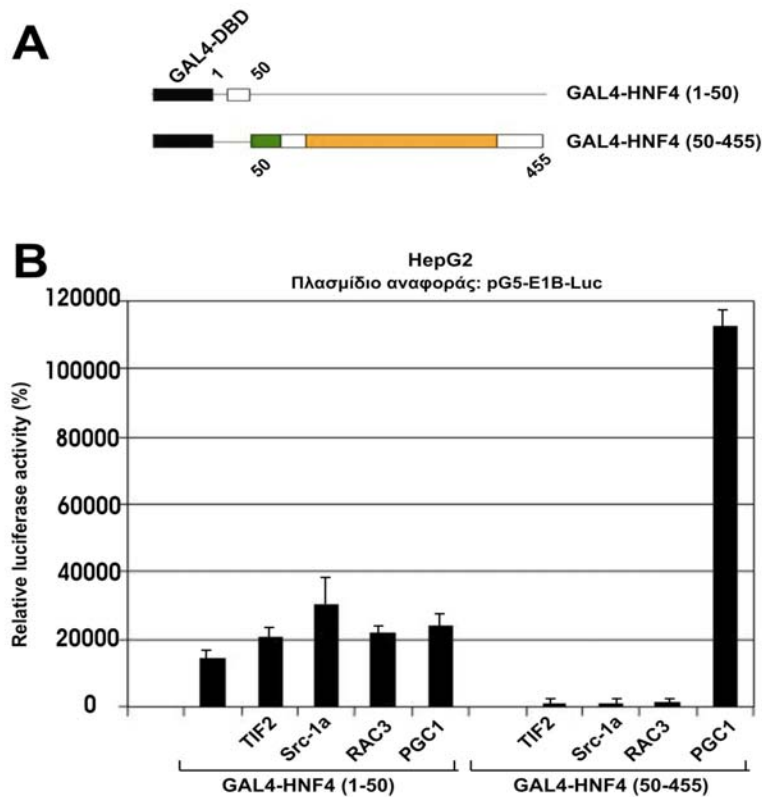 A
GAL4-DBD
1
50
GAL4-HNF4 (1-50)
GAL4-HNF4 (50-455)
50
455
B
HepG2
Πλασμίδιο αναφοράς: pG5-E1B-Luc
Relative luciferase activity (%)
120000
100000
80000
60000
40000
20000
0
TIF2
Src-1a
RAC3
PGC1
TIF2
Src-1a
RAC3
PGC1
GAL4-HNF4 (1-50)
GAL4-HNF4 (50-455)